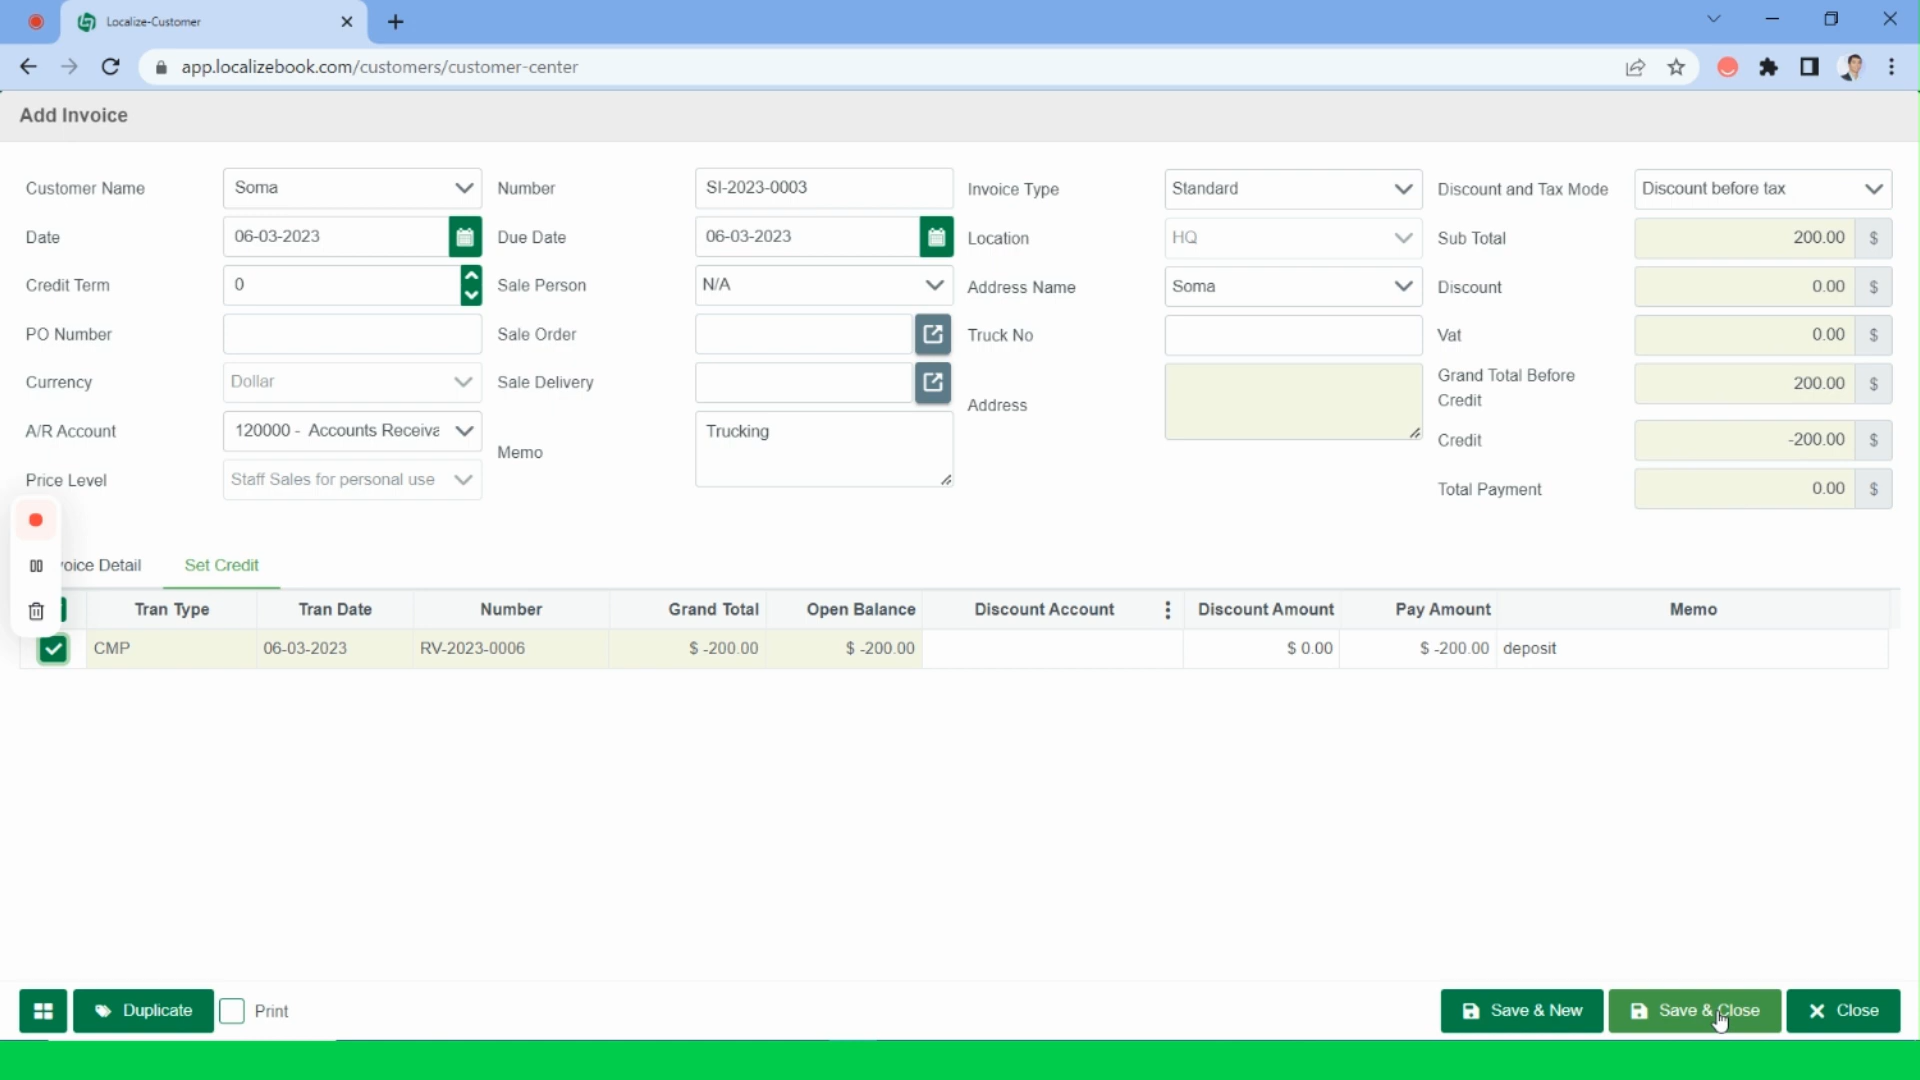 Localize-Customer
app.localizebook.com/customers/customer-center
Add Invoice
Customer Name Soma Number SI-2023-0003 Invoice Type Standard Discount and Tax Mode Discount before tax
Date 06-03-2023 Due Date 06-03-2023 Location HQ Sub Total 200.00 $
Credit Term 0 Sale Person N/A Address Name Soma Discount 0.00 $
PO Number Sale Order Truck No Vat 0.00 $
Currency Dollar Sale Delivery Address Grand Total Before Credit 200.00 $
A/R Account 120000 - Accounts Receiva Memo Trucking Credit -200.00 $
Price Level Staff Sales for personal use Total Payment 0.00 $
voice Detail Set Credit
Tran Type Tran Date Number Grand Total Open Balance Discount Account Discount Amount Pay Amount Memo
CMP 06-03-2023 RV-2023-0006 $ -200.00 $ -200.00 $ 0.00 $ -200.00 deposit
Duplicate Print Save & New Save & Close Close